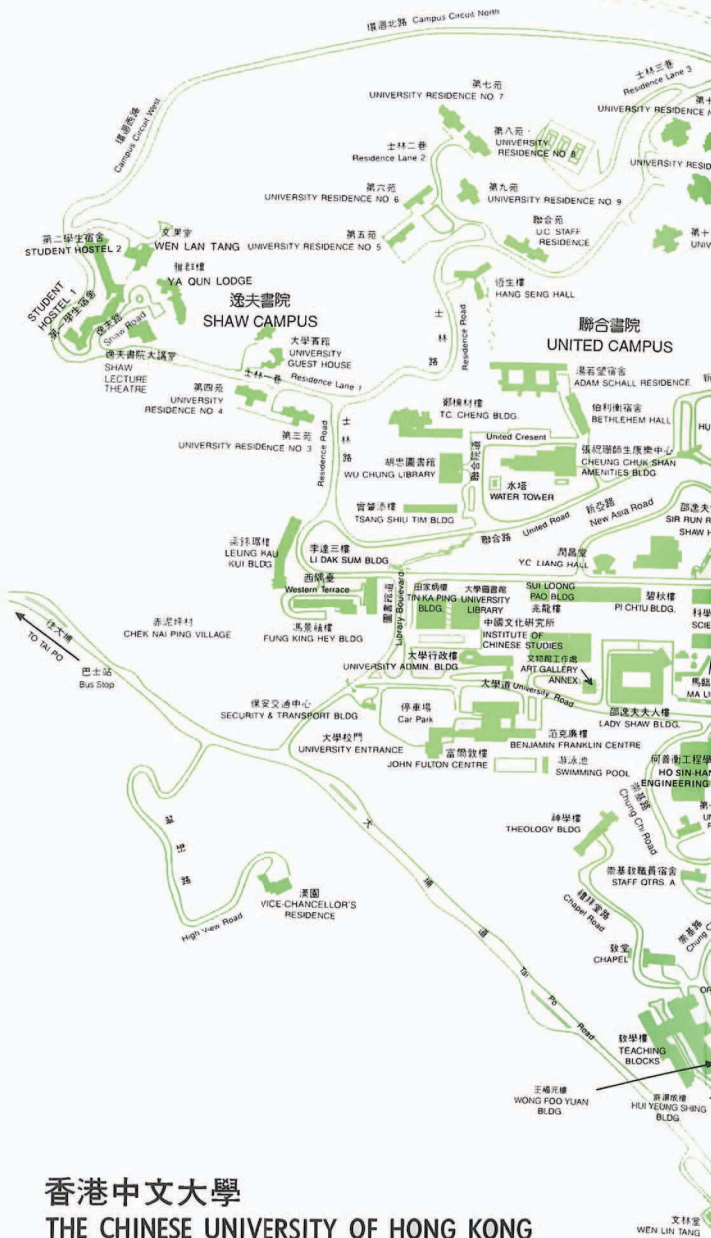 環迴北路 Campus Circuit North
士林三巷
Residence Lane 3
第七苑
UNIVERSITY RESIDENCE NO 7
第八苑
UNIVERSITY
RESIDENCE NO 8
環迴西路
Campus Circuit West
士林二巷
Residence Lane 2
第六苑
UNIVERSITY RESIDENCE NO 6
第九苑
UNIVERSITY RESIDENCE NO 9
第五苑
UNIVERSITY RESIDENCE NO 5
聯合苑
U.C. STAFF
RESIDENCE
第二學生宿舍
STUDENT HOSTEL 2
文瀾堂
WEN LAN TANG
雅群樓
YA QUN LODGE
STUDENT
HOSTEL 1
第一學生宿舍
逸夫路
Shaw Road
逸夫書院
SHAW CAMPUS
恆生樓
HANG SENG HALL
士林路
Residence Road
聯合書院
UNITED CAMPUS
逸夫書院大講堂
SHAW
LECTURE
THEATRE
大學賓館
UNIVERSITY
GUEST HOUSE
士林一巷 Residence Lane 1
湯若望宿舍
ADAM SCHALL RESIDENCE
第四苑
UNIVERSITY
RESIDENCE NO 4
第三苑
UNIVERSITY RESIDENCE NO 3
士林路
Residence Road
鄭棟材樓
T.C. CHENG BLDG.
伯利衡宿舍
BETHLEHEM HALL
United Cresent
聯合苑道
胡忠圖書館
WU CHUNG LIBRARY
張祝珊師生康樂中心
CHEUNG CHUK SHAN
AMENITIES BLDG
水塔
WATER TOWER
曾肇添樓
TSANG SHIU TIM BLDG
聯合路 United Road
新亞路
New Asia Road
梁銶琚樓
LEUNG KAU
KUI BLDG
李達三樓
LI DAK SUM BLDG
潤昌堂
Y.C. LIANG HALL
西隅臺
Western Terrace
馮景禧樓
FUNG KING HEY BLDG
圖書館道
Library Boulevard
田家炳樓
TIN KA PING
BLDG.
大學圖書館
UNIVERSITY
LIBRARY
SUI LOONG
PAO BLDG
兆龍樓
碧秋樓
PI CHIU BLDG.
中國文化研究所
INSTITUTE OF
CHINESE STUDIES
大學行政樓
UNIVERSITY ADMIN. BLDG
文物館工作處
ART GALLERY
ANNEX
大學道 University Road
邵逸夫夫人樓
LADY SHAW BLDG.
往大埔
TO TAI PO
赤泥坪村
CHEK NAI PING VILLAGE
巴士站
Bus Stop
保安交通中心
SECURITY & TRANSPORT BLDG.
停車場
Car Park
大學校門
UNIVERSITY ENTRANCE
富爾敦樓
JOHN FULTON CENTRE
范克廉樓
BENJAMIN FRANKLIN CENTRE
游泳池
SWIMMING POOL
何善衡工程學
HO SIN-HAN
ENGINEERING
神學樓
THEOLOGY BLDG
崇基路
Chung Chi Road
崇基教職員宿舍
STAFF QTRS. A
漢園
VICE-CHANCELLOR'S
RESIDENCE
High View Road
大埔道
Tai Po Road
禮拜堂路
Chapel Road
教堂
CHAPEL
教學樓
TEACHING
BLOCKS
王福元樓
WONG FOO YUAN
BLDG
許讓成樓
HUI YEUNG SHING
BLDG
文林堂
WEN LIN TANG
香港中文大學
THE CHINESE UNIVERSITY OF HONG KONG